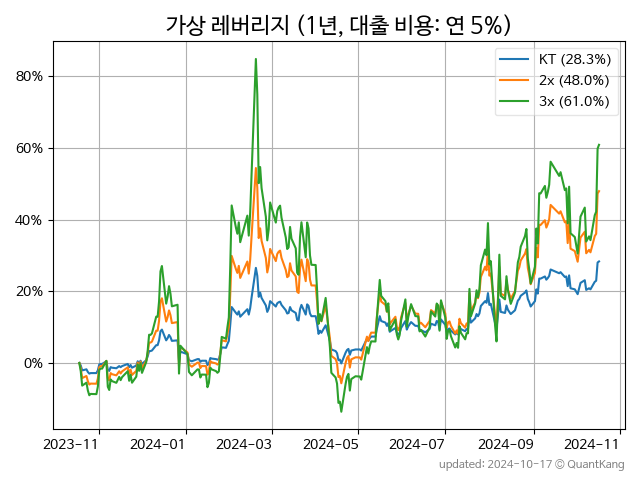 가상 레버리지 (1년, 대출 비용: 연 5%)
KT (28.3%)
2x (48.0%)
3x (61.0%)
80%
60%
40%
20%
0%
2023-11 2024-01 2024-03 2024-05 2024-07 2024-09 2024-11
updated: 2024-10-17 © QuantKang